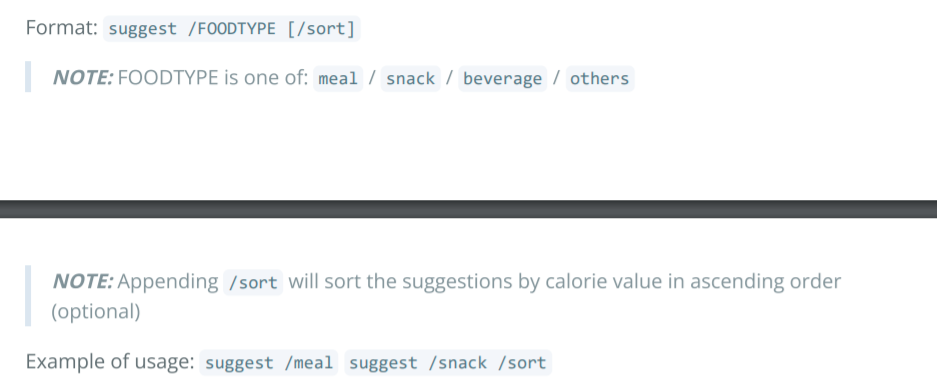 Format: suggest /FOODTYPE [/sort]
NOTE: FOODTYPE is one of: meal / snack / beverage / others
NOTE: Appending /sort will sort the suggestions by calorie value in ascending order
(optional)
Example of usage: suggest /meal suggest /snack /sort